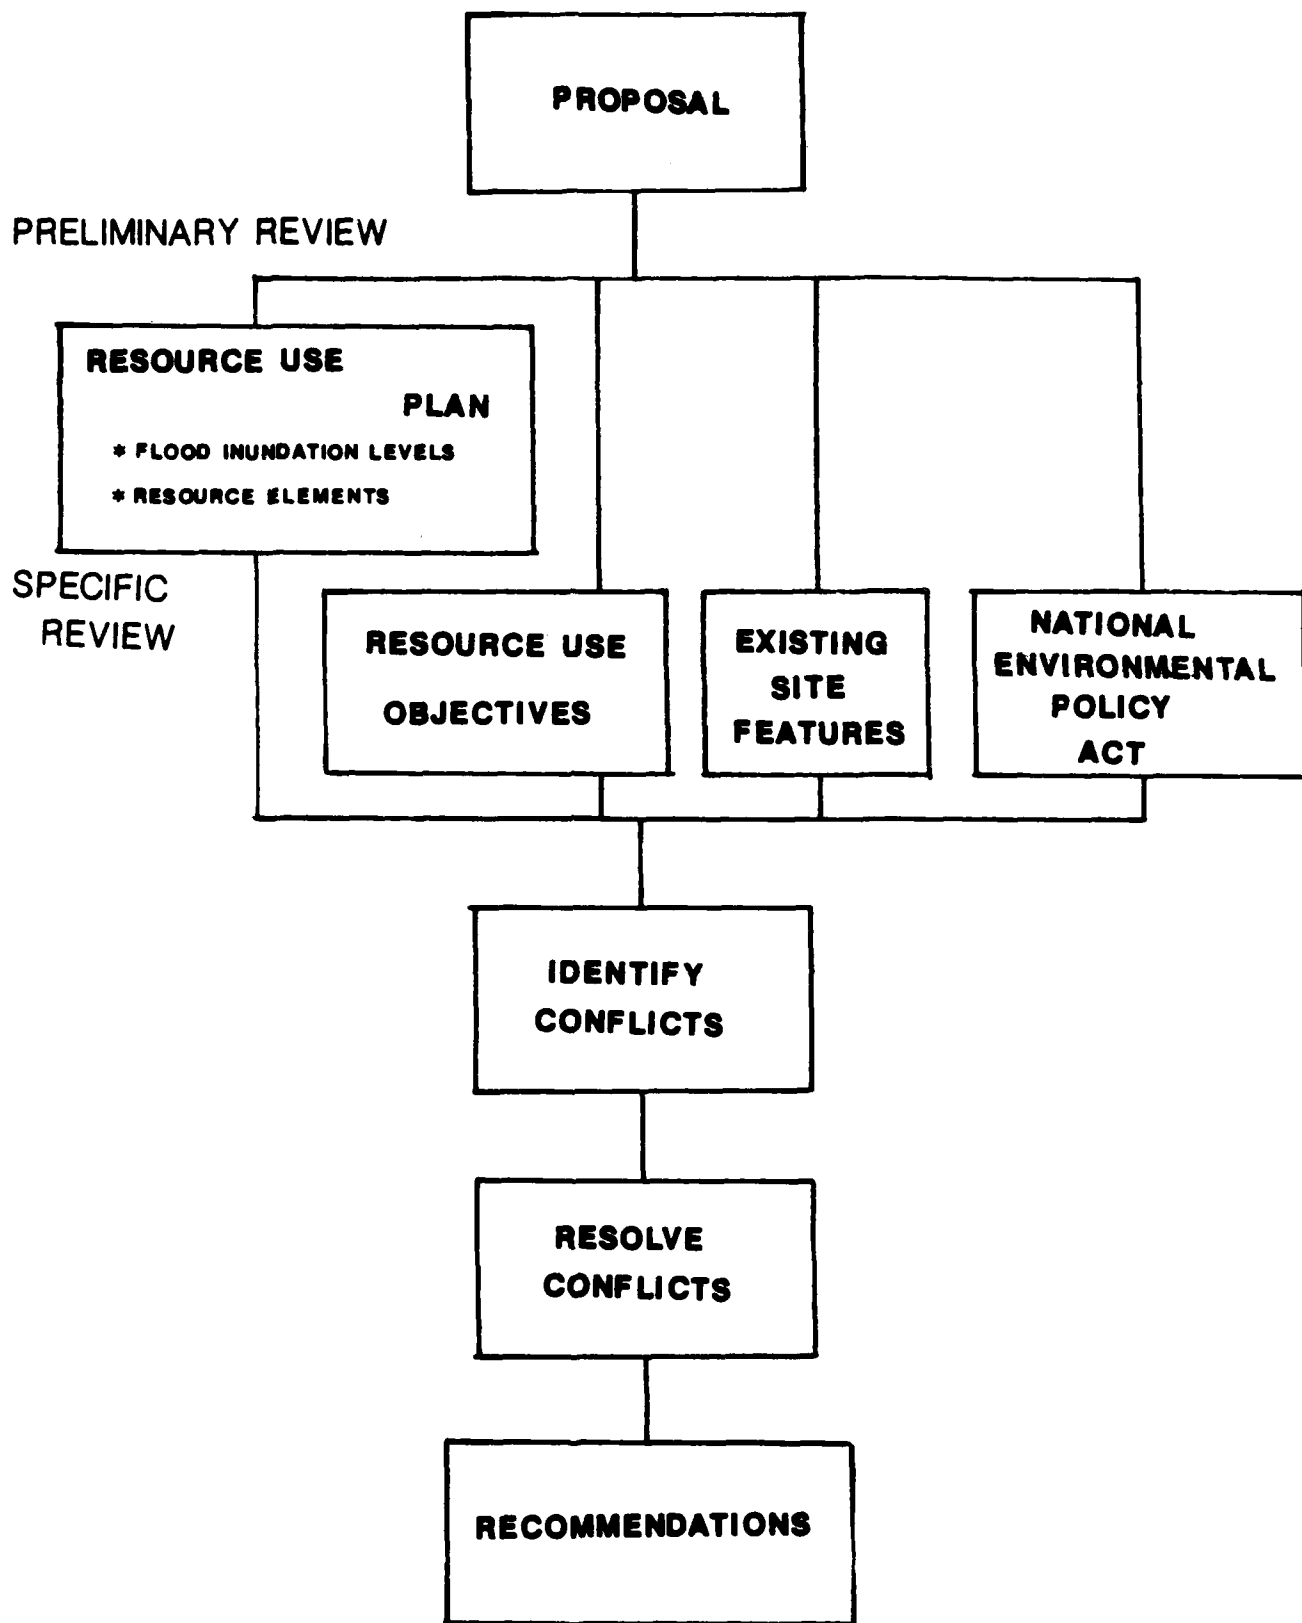 PROPOSAL
PRELIMINARY REVIEW
RESOURCE USE
PLAN
* FLOOD INUNDATION LEVELS
* RESOURCE ELEMENTS
SPECIFIC
REVIEW
RESOURCE USE
OBJECTIVES
EXISTING
SITE
FEATURES
NATIONAL
ENVIRONMENTAL
POLICY
ACT
IDENTIFY
CONFLICTS
RESOLVE
CONFLICTS
RECOMMENDATIONS